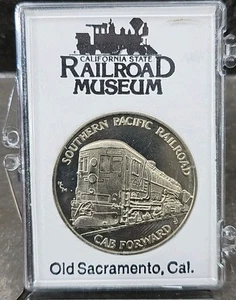 CALIFORNIA STATE
RAILROAD
MUSEUM
SOUTHERN PACIFIC RAILROAD
CAB FORWARD
Old Sacramento, Cal.